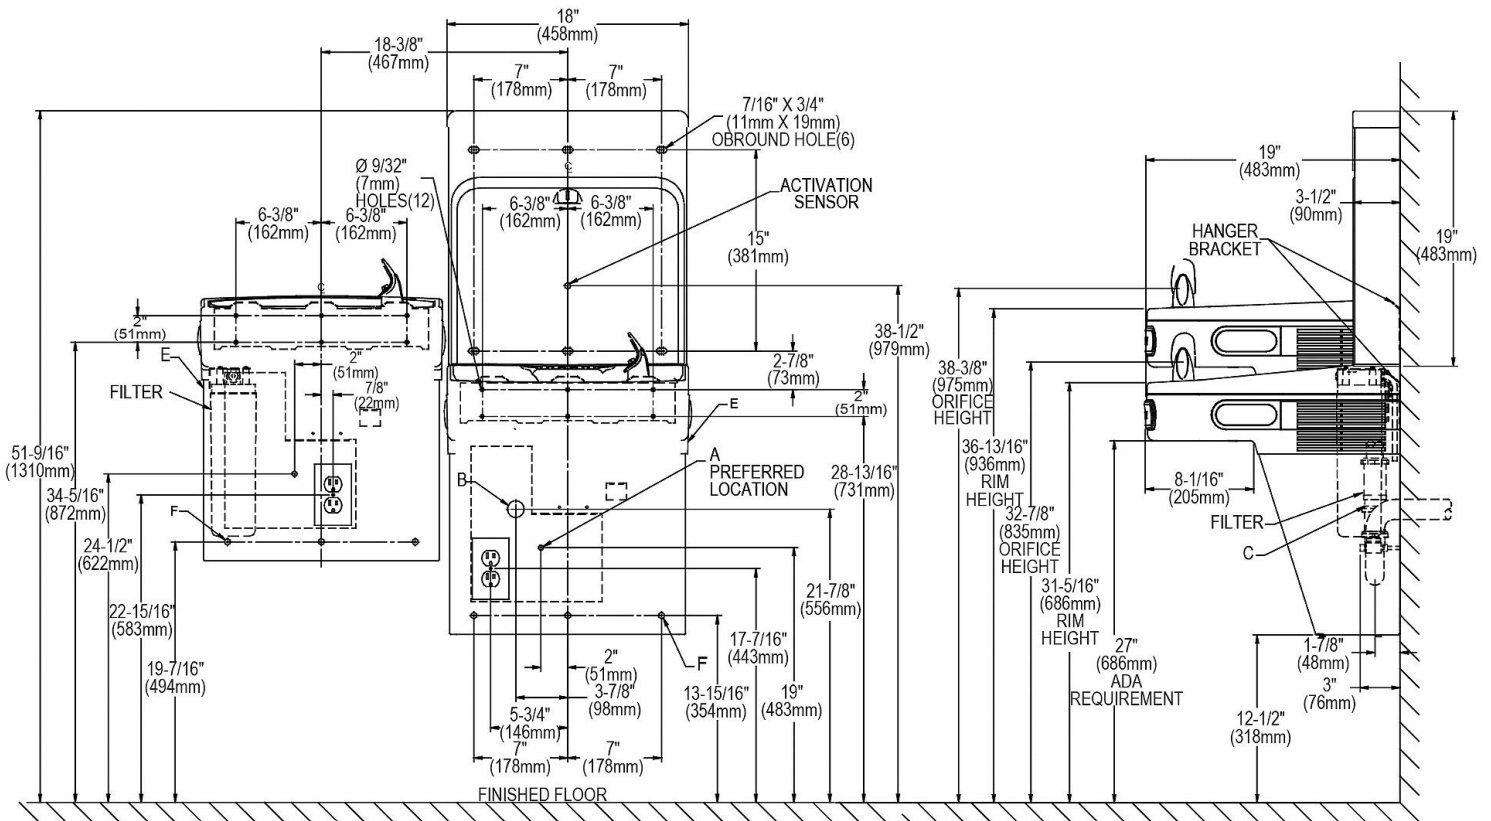 18"
(458mm)
18-3/8"
(467mm)
7"
(178mm)
7"
(178mm)
7/16" X 3/4"
(11mm X 19mm)
OBROUND HOLE(6)
Ø 9/32"
(7mm)
HOLES(12)
ACTIVATION
SENSOR
6-3/8"
(162mm)
6-3/8"
(162mm)
6-3/8"
(162mm)
6-3/8"
(162mm)
15"
(381mm)
2"
(51mm)
E
2"
(51mm)
7/8"
(22mm)
FILTER
38-1/2"
(979mm)
2-7/8"
(73mm)
2"
(51mm)
E
51-9/16"
(1310mm)
34-5/16"
(872mm)
24-1/2"
(622mm)
22-15/16"
(583mm)
19-7/16"
(494mm)
F
A
PREFERRED
LOCATION
B
28-13/16"
(731mm)
21-7/8"
(556mm)
17-7/16"
(443mm)
19"
(483mm)
13-15/16"
(354mm)
F
2"
(51mm)
3-7/8"
(98mm)
5-3/4"
(146mm)
7"
(178mm)
7"
(178mm)
FINISHED FLOOR
19"
(483mm)
3-1/2"
(90mm)
HANGER
BRACKET
19"
(483mm)
38-3/8"
(975mm)
ORIFICE
HEIGHT
36-13/16"
(936mm)
RIM
HEIGHT
32-7/8"
(835mm)
ORIFICE
HEIGHT
31-5/16"
(686mm)
RIM
HEIGHT
27"
(686mm)
ADA
REQUIREMENT
8-1/16"
(205mm)
FILTER
C
1-7/8"
(48mm)
3"
(76mm)
12-1/2"
(318mm)